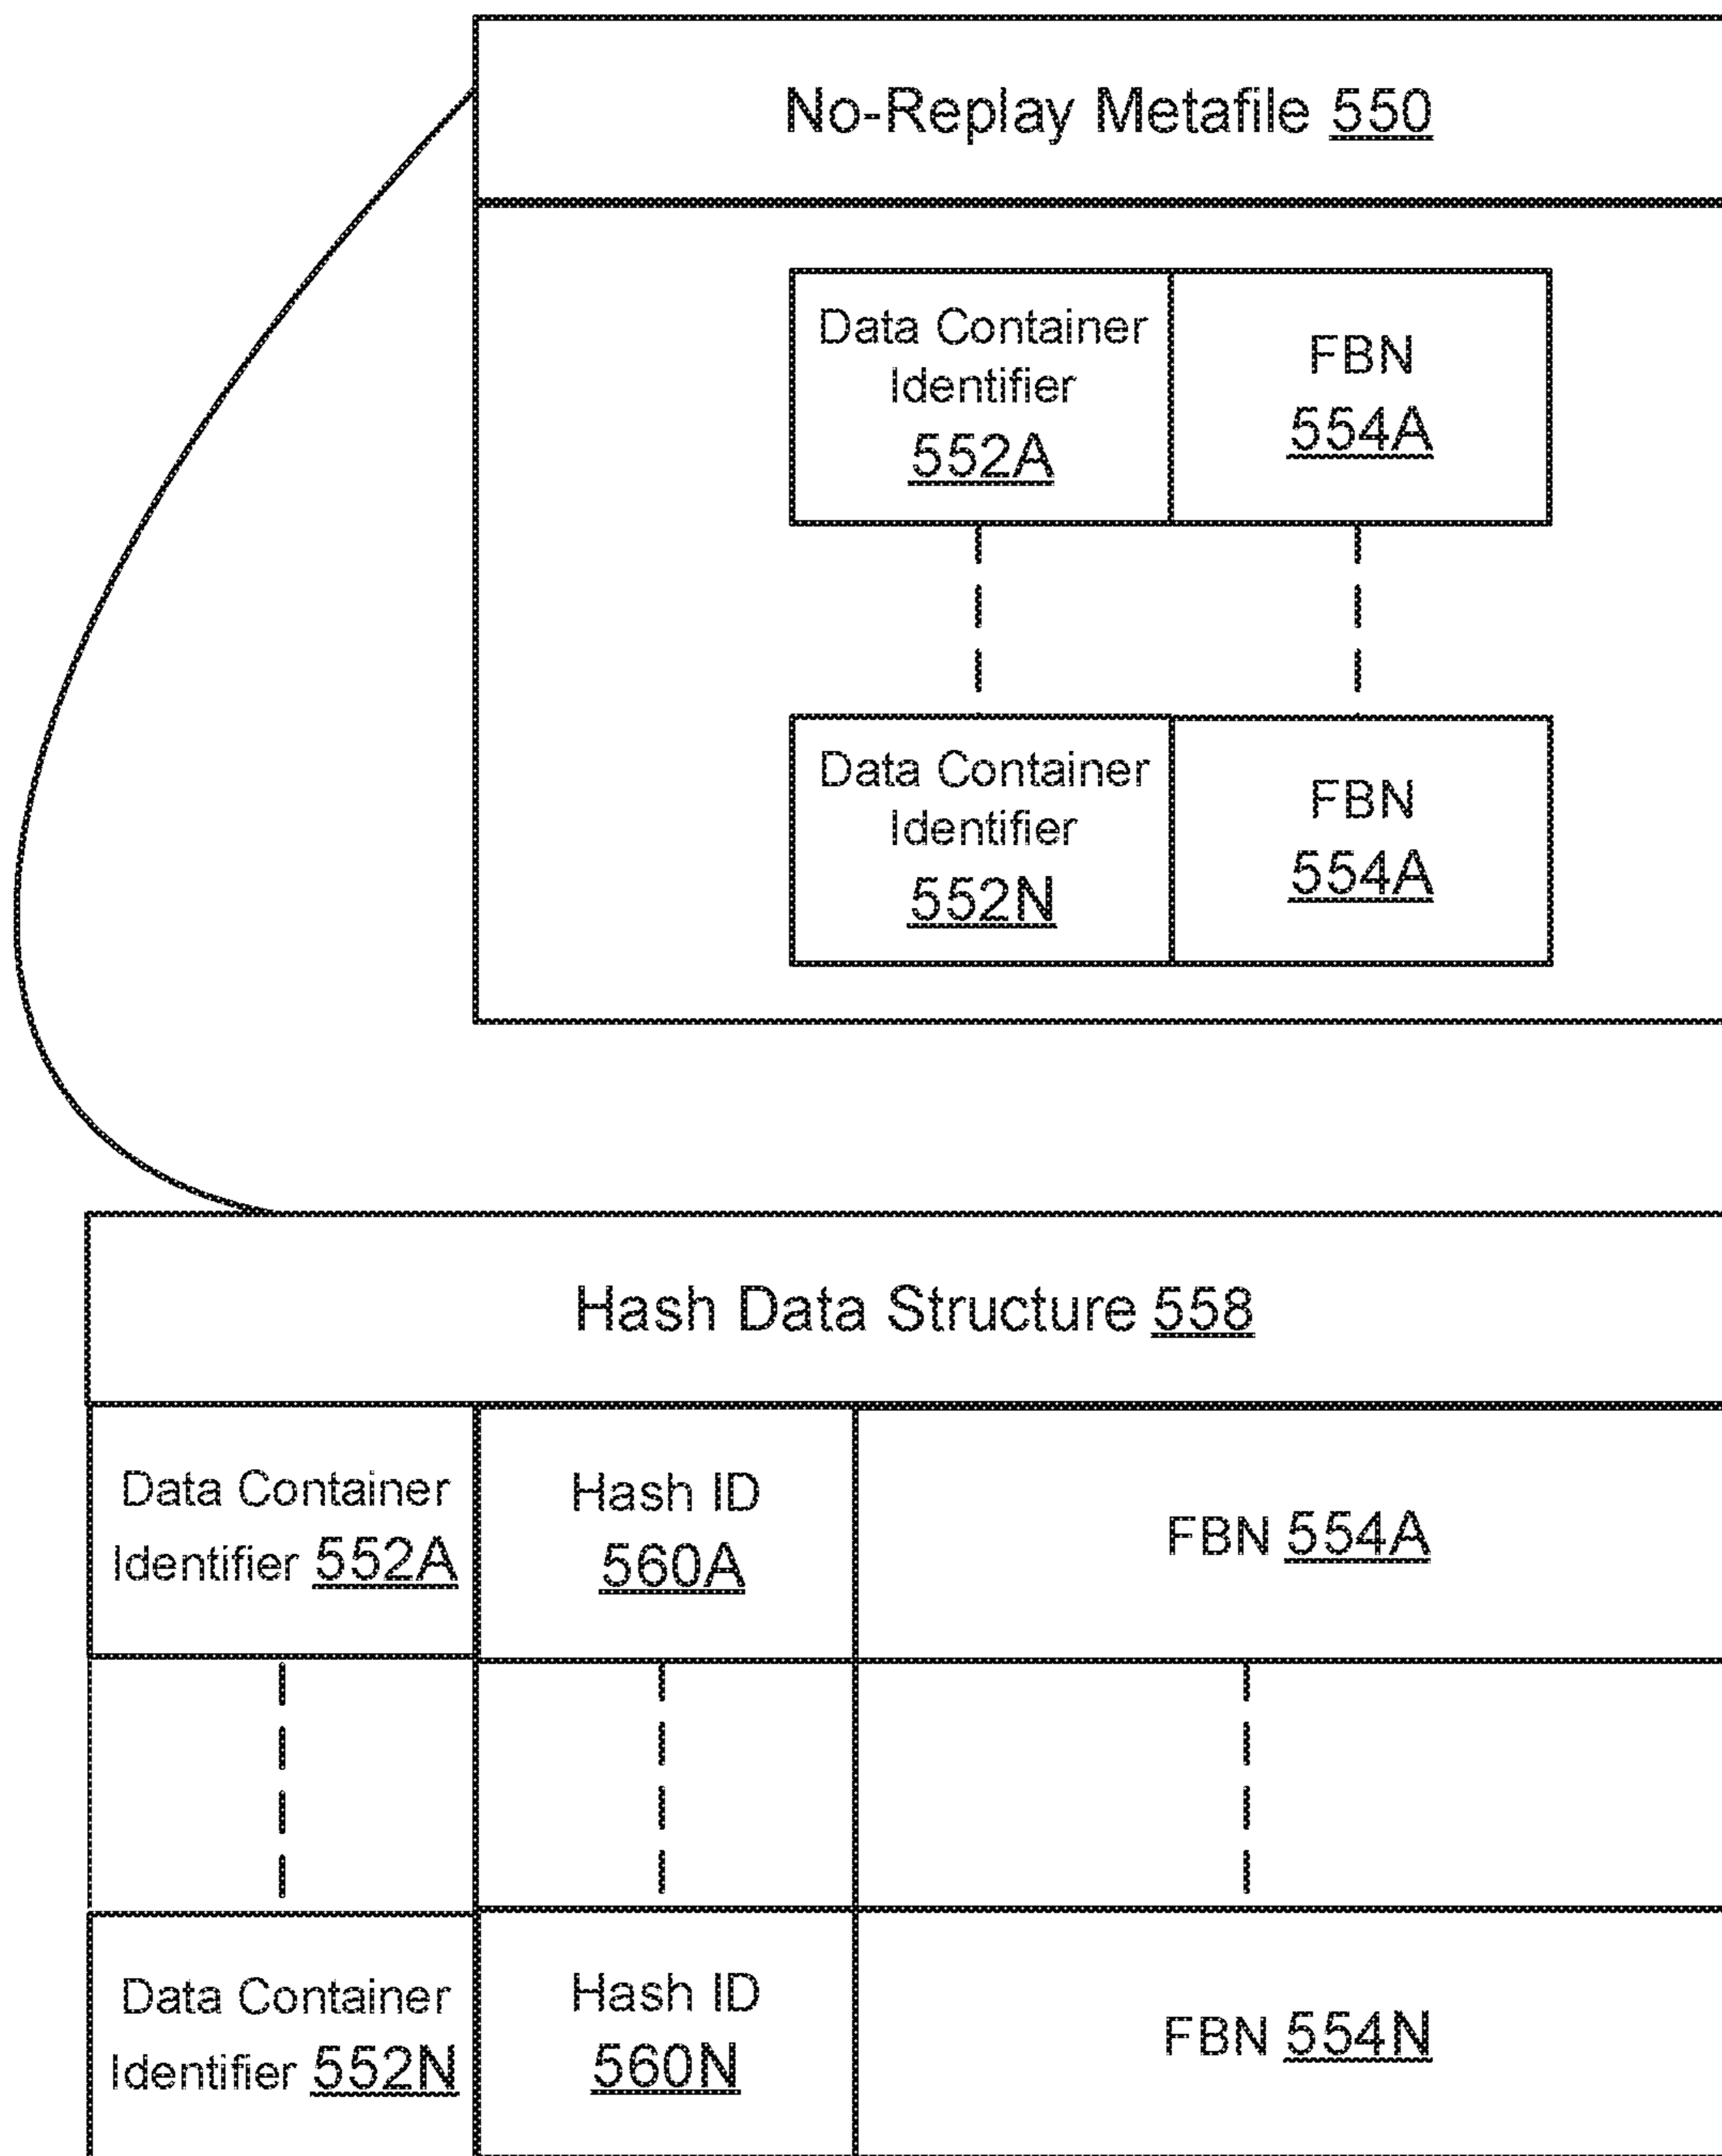 No-Replay Metafile 550
Data Container
Identifier
552A
FBN
554A
Data Container
Identifier
552N
FBN
554A
Hash Data Structure 558
Data Container
Identifier 552A
Hash ID
560A
FBN 554A
Data Container
Identifier 552N
Hash ID
560N
FBN 554N